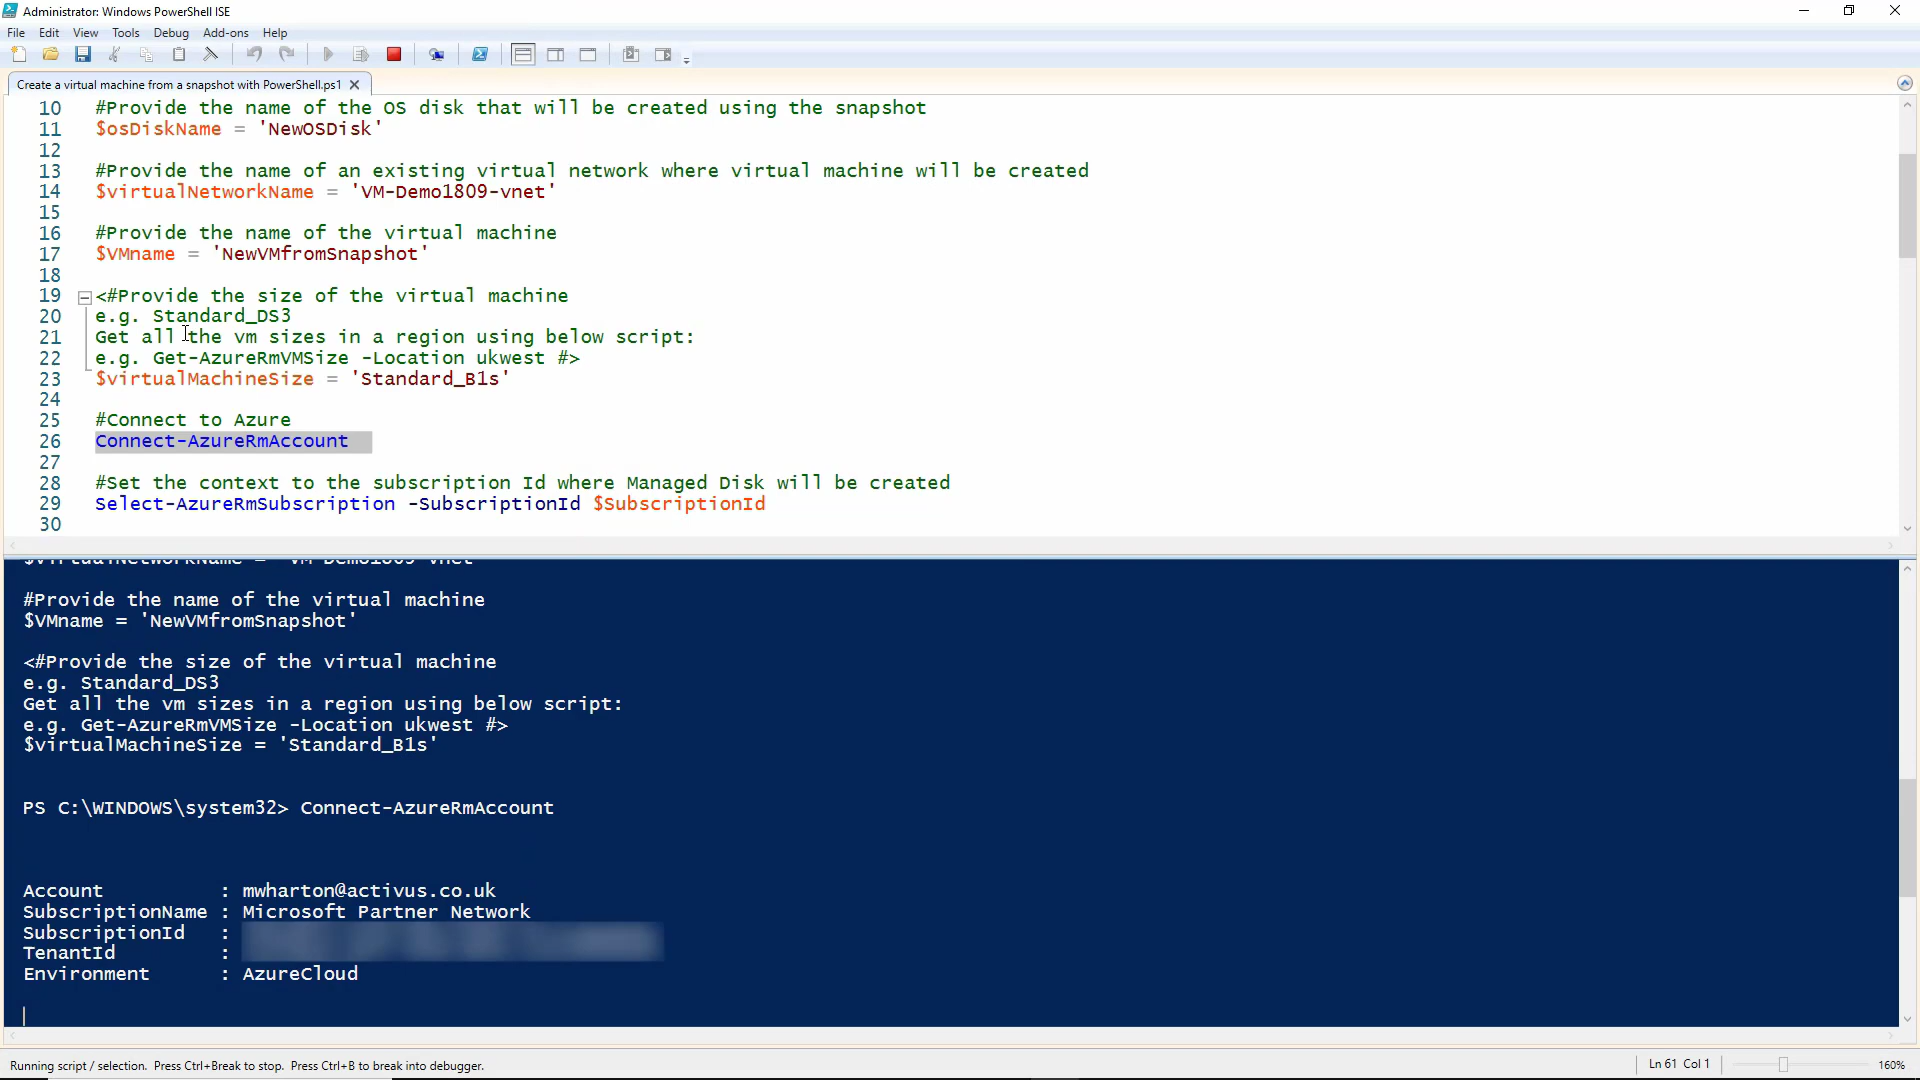 Administrator: Windows PowerShell ISE
File Edit View Tools Debug Add-ons Help
Create a virtual machine from a snapshot with PowerShell.ps1
10 #Provide the name of the OS disk that will be created using the snapshot
11 $osDiskName = 'NewOSDisk'
12
13 #Provide the name of an existing virtual network where virtual machine will be created
14 $virtualNetworkName = 'VM-Demo1809-vnet'
15
16 #Provide the name of the virtual machine
17 $VMname = 'NewVMfromSnapshot'
18
19 <#Provide the size of the virtual machine
20 e.g. Standard_DS3
21 Get all the vm sizes in a region using below script:
22 e.g. Get-AzureRmVMSize -Location ukwest #>
23 $virtualMachineSize = 'Standard_B1s'
24
25 #Connect to Azure
26 Connect-AzureRmAccount
27
28 #Set the context to the subscription Id where Managed Disk will be created
29 Select-AzureRmSubscription -SubscriptionId $SubscriptionId
30
$virtualNetworkName = 'VM-Demo1809-vnet'
#Provide the name of the virtual machine
$VMname = 'NewVMfromSnapshot'
<#Provide the size of the virtual machine
e.g. Standard_DS3
Get all the vm sizes in a region using below script:
e.g. Get-AzureRmVMSize -Location ukwest #>
$virtualMachineSize = 'Standard_B1s'
PS C:\WINDOWS\system32> Connect-AzureRmAccount
Account : mwharton@activus.co.uk
SubscriptionName : Microsoft Partner Network
SubscriptionId :
TenantId :
Environment : AzureCloud
Running script / selection. Press Ctrl+Break to stop. Press Ctrl+B to break into debugger.
Ln 61 Col 1
160%